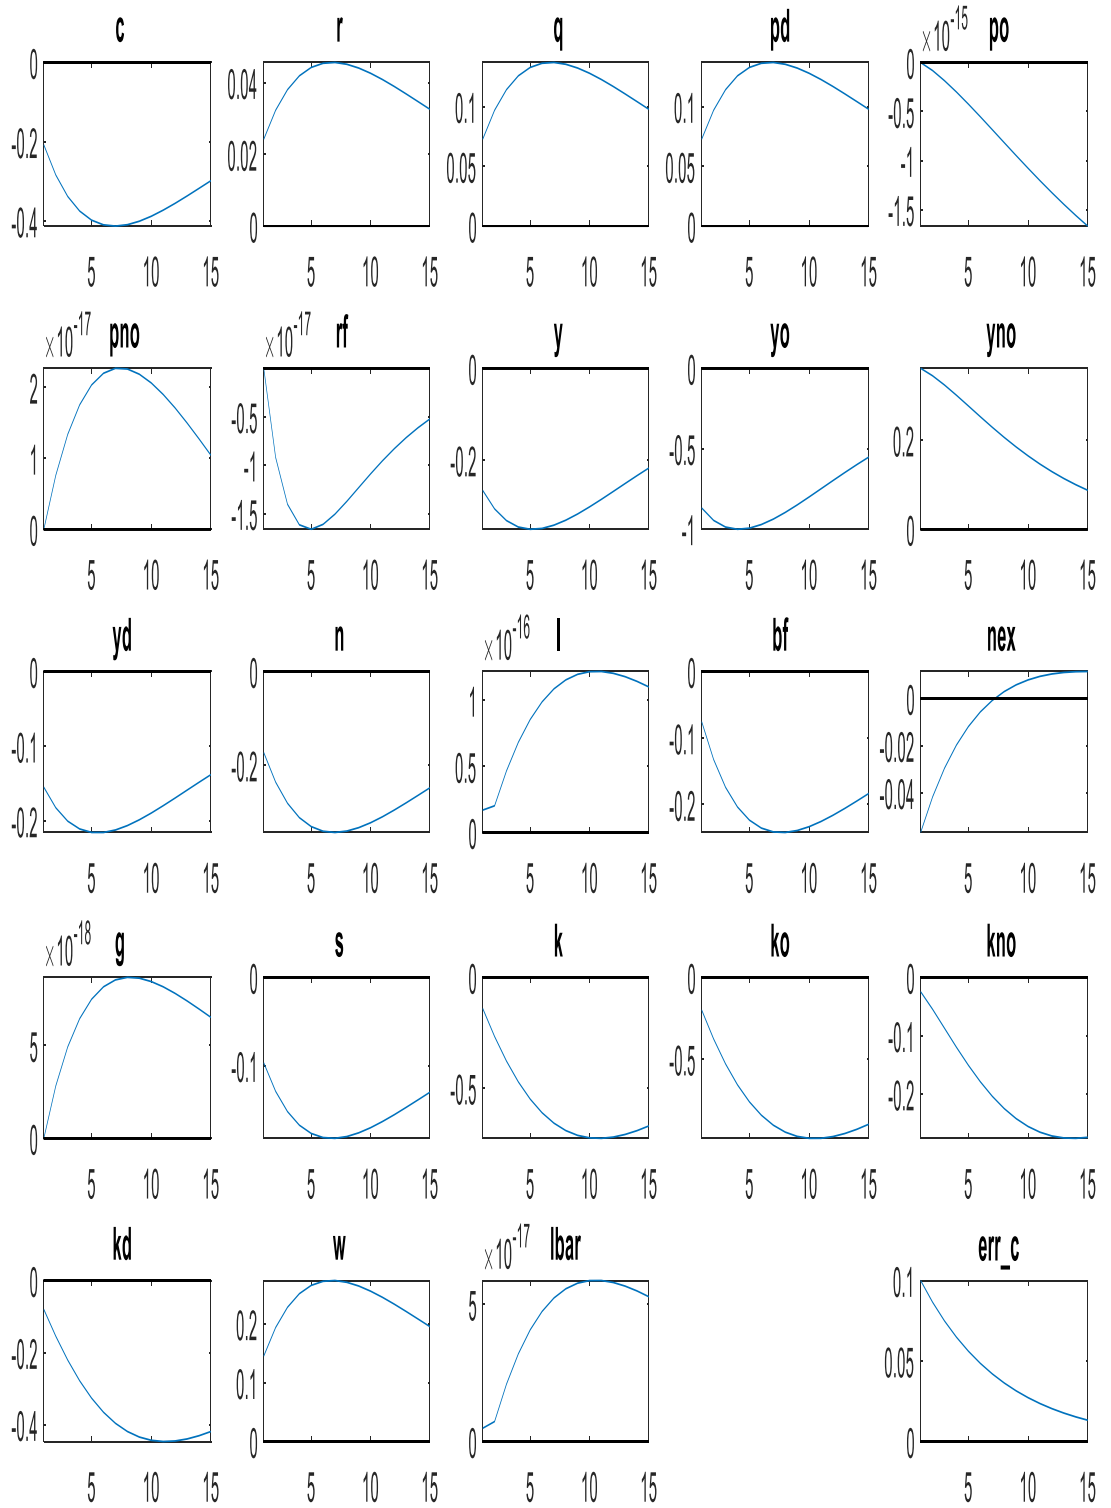 c r q pd ×10⁻¹⁵ po
0 0.04 0.1 0.1 0
-0.2 0.02 0.05 0.05 -0.5
-0.4 0 0 0 -1
-1.5
5 10 15 5 10 15 5 10 15 5 10 15 5 10 15
×10⁻¹⁷ pno ×10⁻¹⁷ rf y yo yno
2 -0.5 0 0 0.2
1 -1 -0.2 -0.5 0
0 -1.5 -1
5 10 15 5 10 15 5 10 15 5 10 15 5 10 15
yd n ×10⁻¹⁶ l bf nex
0 0 1 0 0
-0.1 -0.2 0.5 -0.1 -0.02
-0.2 0 -0.2 -0.04
5 10 15 5 10 15 5 10 15 5 10 15 5 10 15
×10⁻¹⁸ g s k ko kno
5 0 0 0 0
0 -0.1 -0.5 -0.5 -0.1
-0.2
5 10 15 5 10 15 5 10 15 5 10 15 5 10 15
kd w ×10⁻¹⁷ lbar err_c
0 0.2 5 0.1
-0.2 0.1 0 0.05
-0.4 0 0
5 10 15 5 10 15 5 10 15 5 10 15